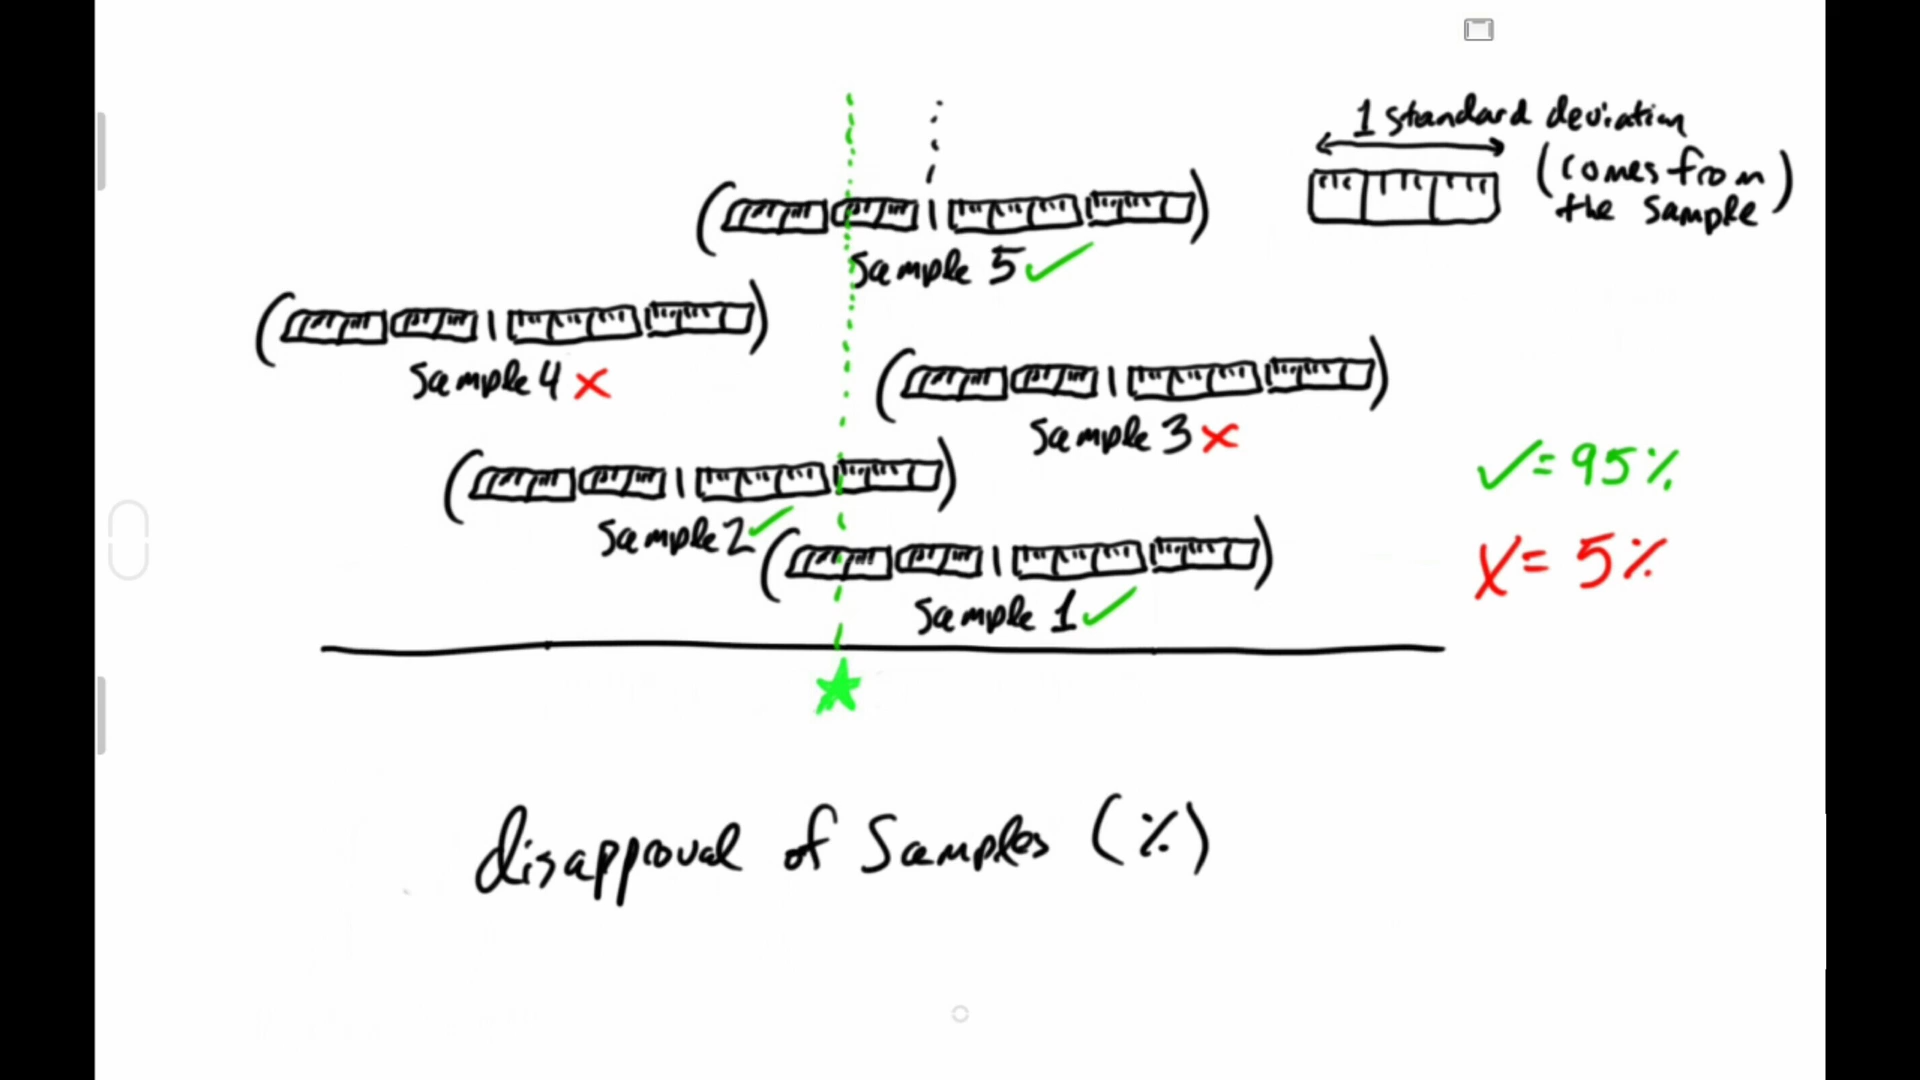 1 standard deviation
(comes from
the sample)
Sample 5 ✓
Sample 4 x
Sample 3 x
Sample 2 ✓
Sample 1 ✓
✓ = 95%
x = 5%
disapproval of Samples (%)